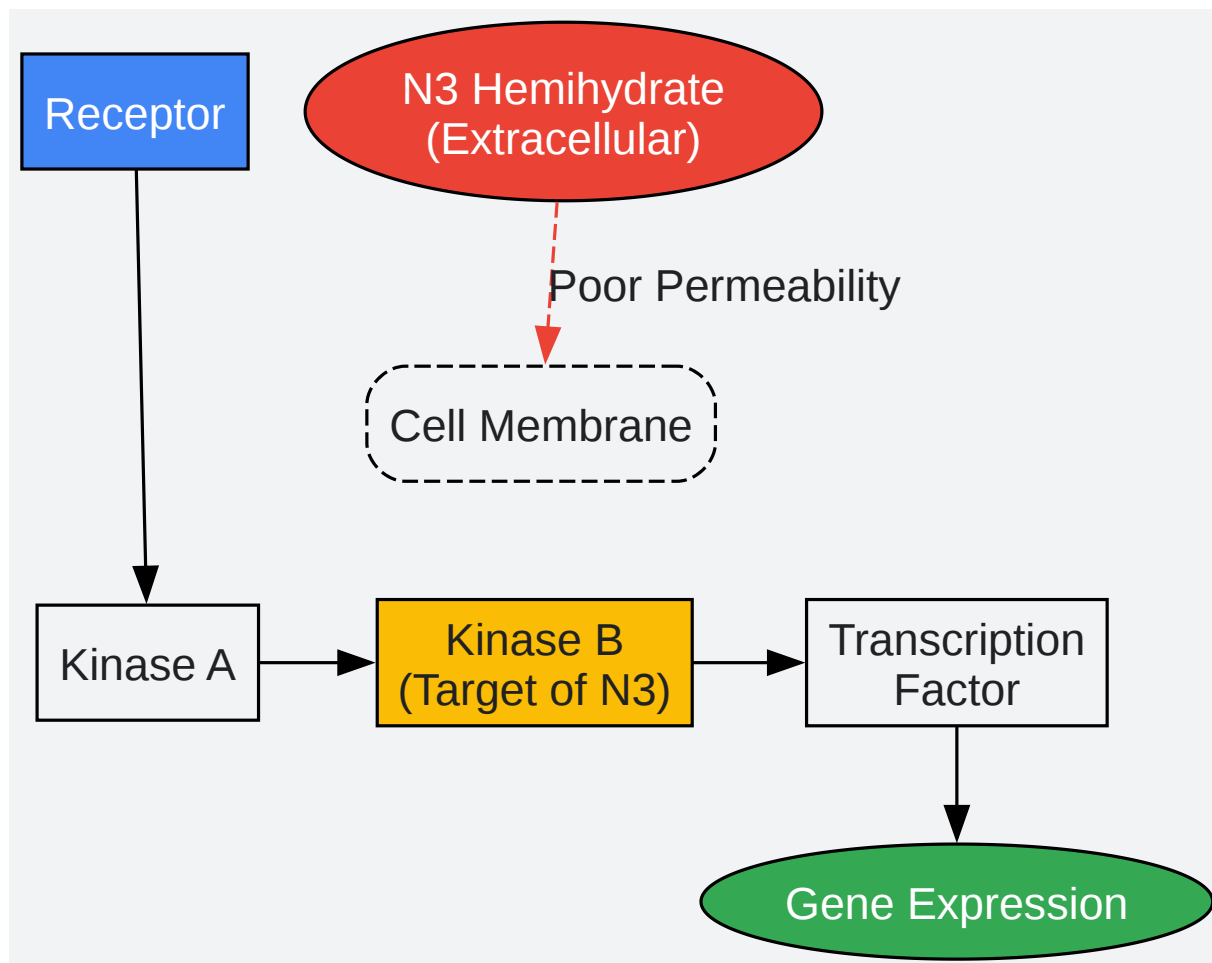 Receptor
N3 Hemihydrate
(Extracellular)
Poor Permeability
Cell Membrane
Kinase A
Kinase B
(Target of N3)
Transcription
Factor
Gene Expression